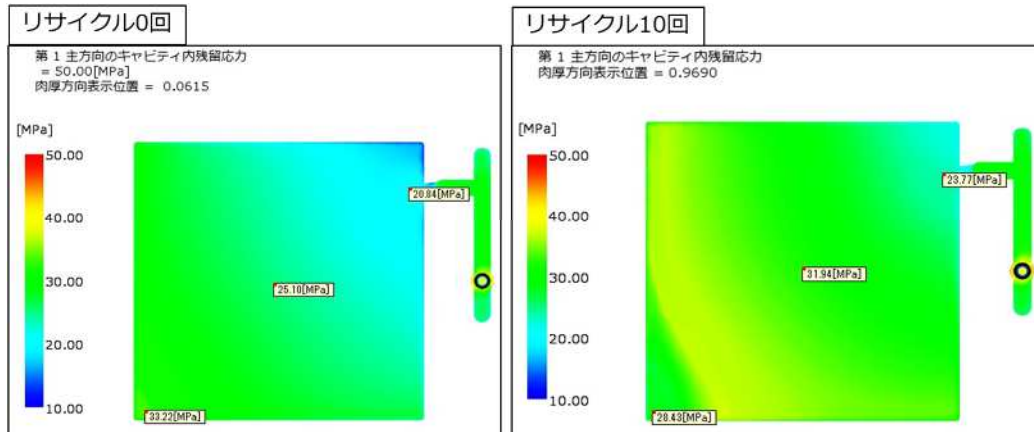 リサイクル0回
第 1 主方向のキャビティ内残留応力
= 50.00[MPa]
肉厚方向表示位置 = 0.0615
[MPa]
50.00
40.00
30.00
20.00
10.00
20.84[MPa]
25.10[MPa]
33.22[MPa]
リサイクル10回
第 1 主方向のキャビティ内残留応力
肉厚方向表示位置 = 0.9690
[MPa]
50.00
40.00
30.00
20.00
10.00
23.77[MPa]
31.94[MPa]
28.43[MPa]